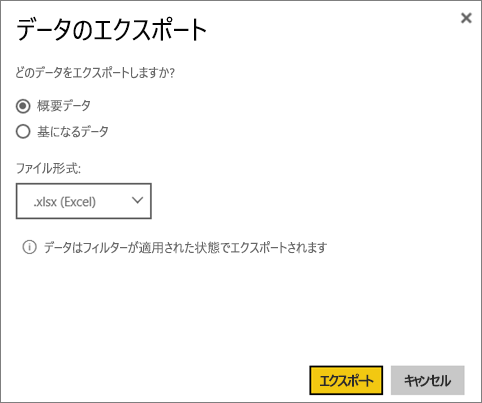 データのエクスポート
どのデータをエクスポートしますか?
概要データ
基になるデータ
ファイル形式:
.xlsx (Excel)
データはフィルターが適用された状態でエクスポートされます
エクスポート
キャンセル